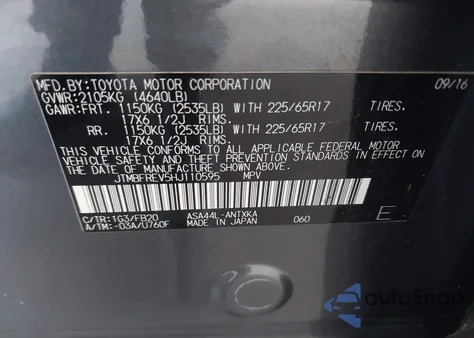 MFD.BY:TOYOTA MOTOR CORPORATION 09/16
GVWR:2105KG (4640LB)
GAWR:FRT. 1150KG (2535LB) WITH 225/65R17 TIRES.
17X6 1/2J RIMS.
RR. 1150KG (2535LB) WITH 225/65R17 TIRES.
17X6 1/2J RIMS.
THIS VEHICLE CONFORMS TO ALL APPLICABLE FEDERAL MOTOR
VEHICLE SAFETY AND THEFT PREVENTION STANDARDS IN EFFECT ON
THE DATE OF MANUFACTURE SHOWN ABOVE.
JTMBFREV5HJ110595 MPV
C/TR:1G3/FB20 ASA44L-ANTXKA 060 E
A/TM:-03A/U760F MADE IN JAPAN
autoSnap